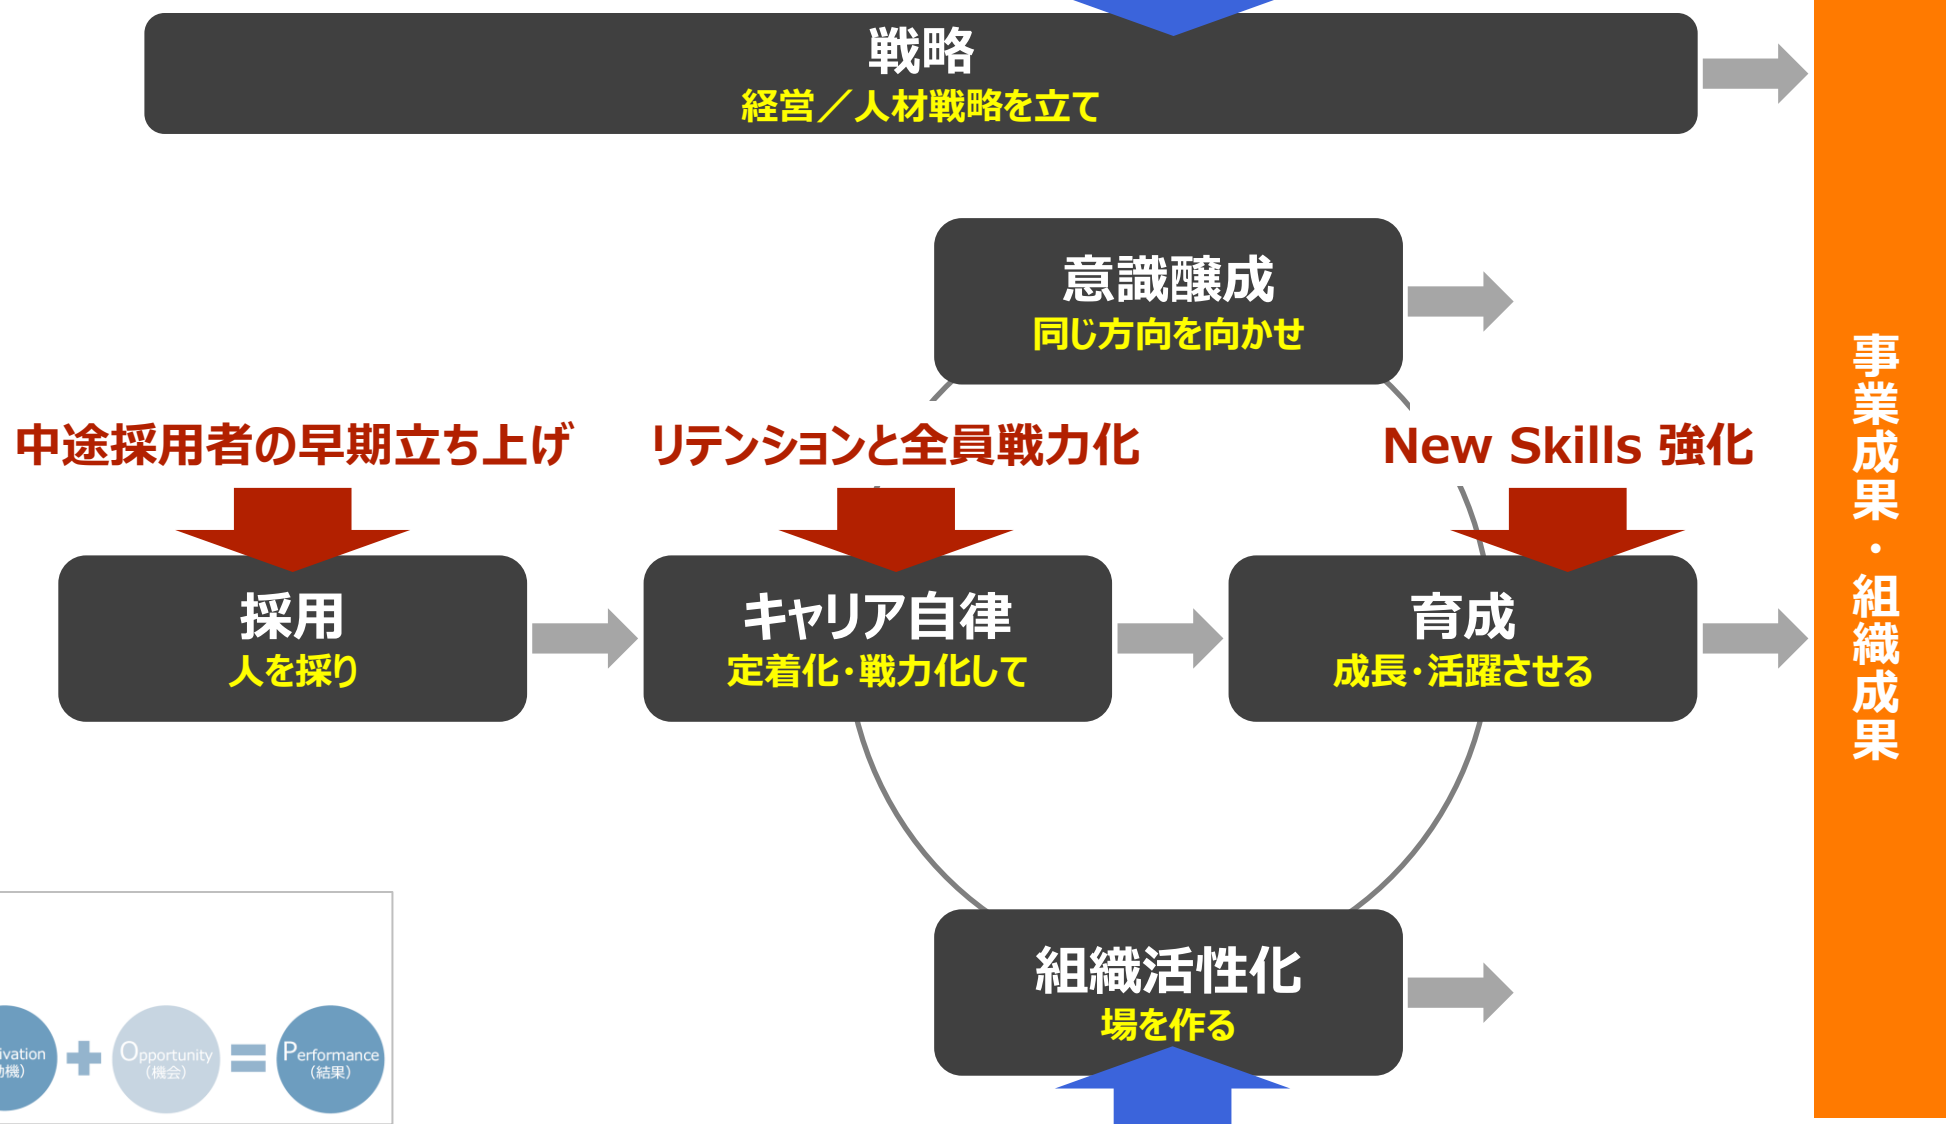 戦略
経営／人材戦略を立て
意識醸成
同じ方向を向かせ
中途採用者の早期立ち上げ
リテンションと全員戦力化
New Skills 強化
採用
人を採り
キャリア自律
定着化・戦力化して
育成
成長・活躍させる
事業成果・組織成果
組織活性化
場を作る
Opportunity
（機会）
Performance
（結果）